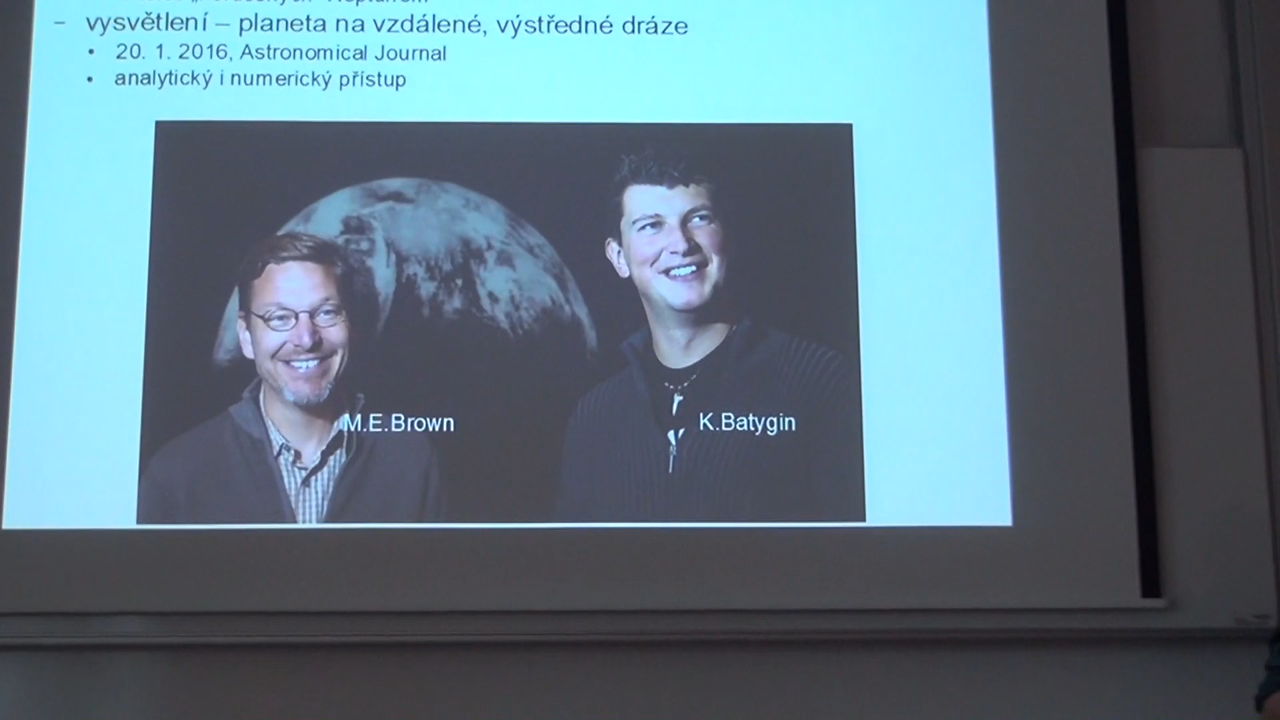 – vysvětlení – planeta na vzdálené, výstředné dráze
• 20. 1. 2016, Astronomical Journal
• analytický i numerický přístup
M.E.Brown
K.Batygin